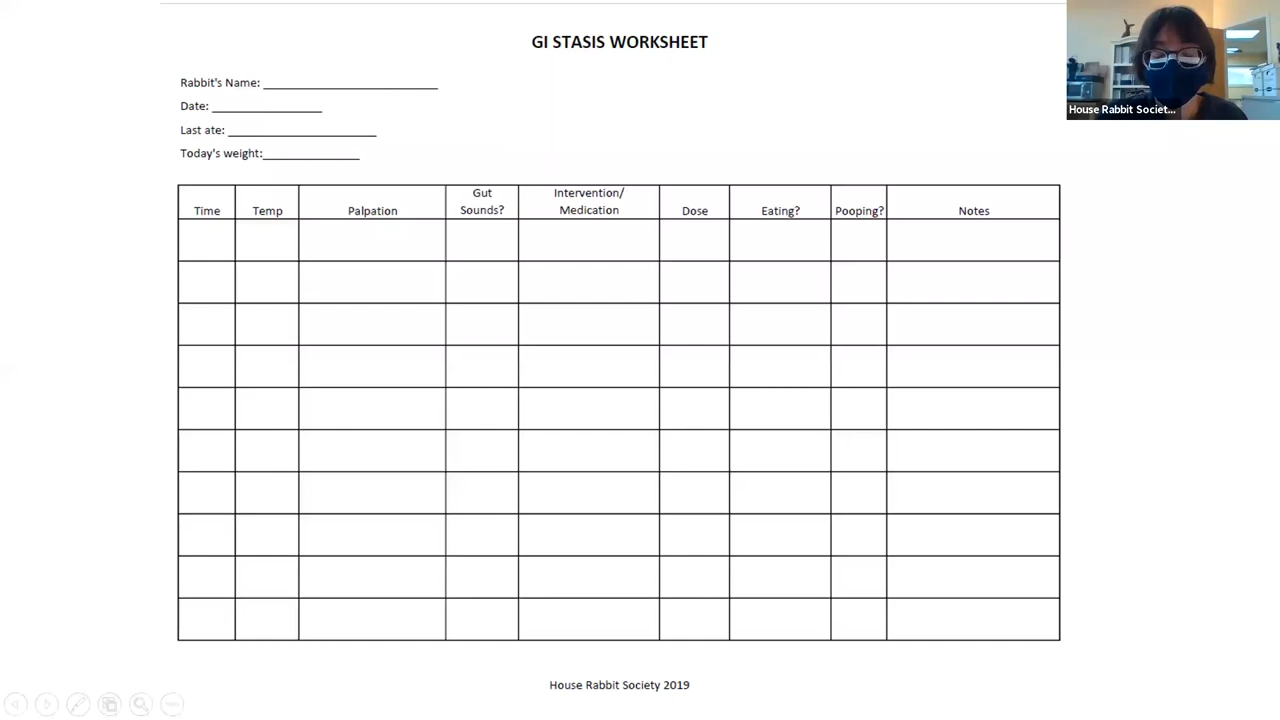 GI STASIS WORKSHEET
House Rabbit Societ...
Rabbit's Name:
Date:
Last ate:
Today's weight:
Time Temp Palpation Gut Sounds? Intervention/ Medication Dose Eating? Pooping? Notes
House Rabbit Society 2019